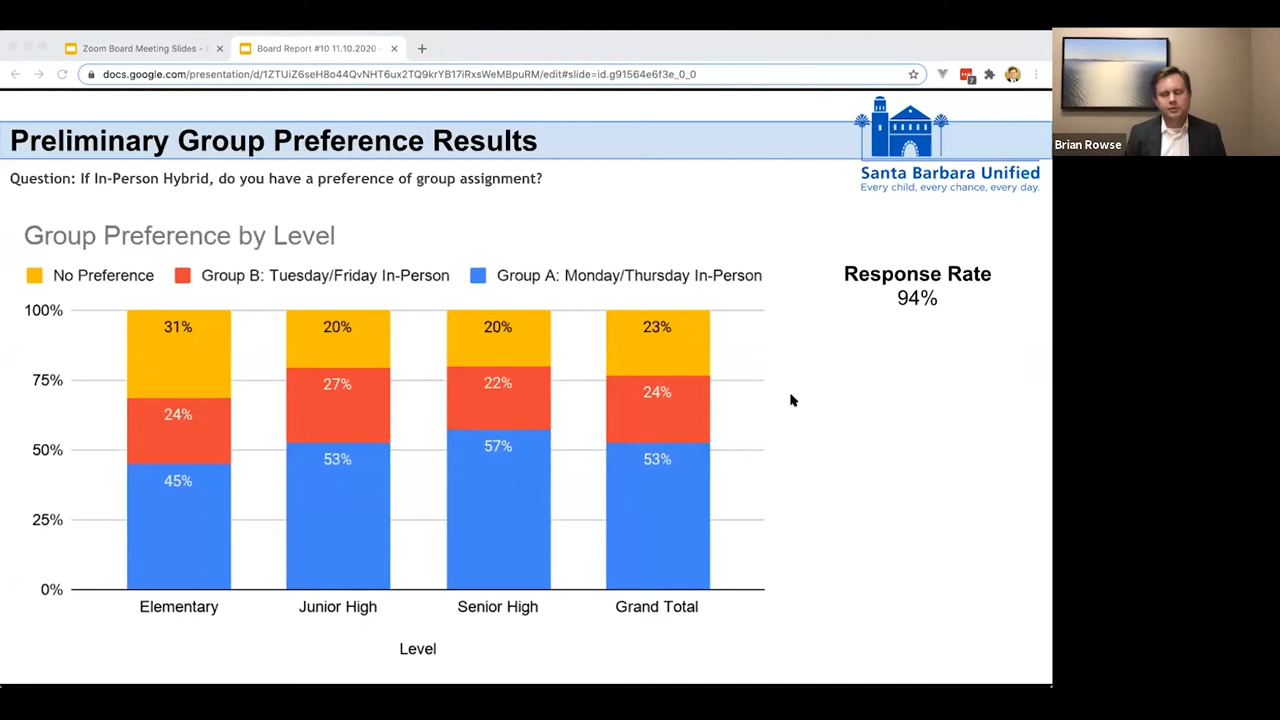 Zoom Board Meeting Slides -
Board Report #10 11.10.2020 -
docs.google.com/presentation/d/1ZTUiZ6seH8o44QvNHT6ux2TQ9krYB17iRxsWeMBpuRM/edit#slide=id.g91564e6f3e_0_0
7
Brian Rowse
Preliminary Group Preference Results
Santa Barbara Unified
Every child, every chance, every day.
Question: If In-Person Hybrid, do you have a preference of group assignment?
Group Preference by Level
No Preference Group B: Tuesday/Friday In-Person Group A: Monday/Thursday In-Person
Response Rate
94%
100%
75%
50%
25%
0%
31% 20% 20% 23%
24% 27% 22% 24%
45% 53% 57% 53%
Elementary Junior High Senior High Grand Total
Level